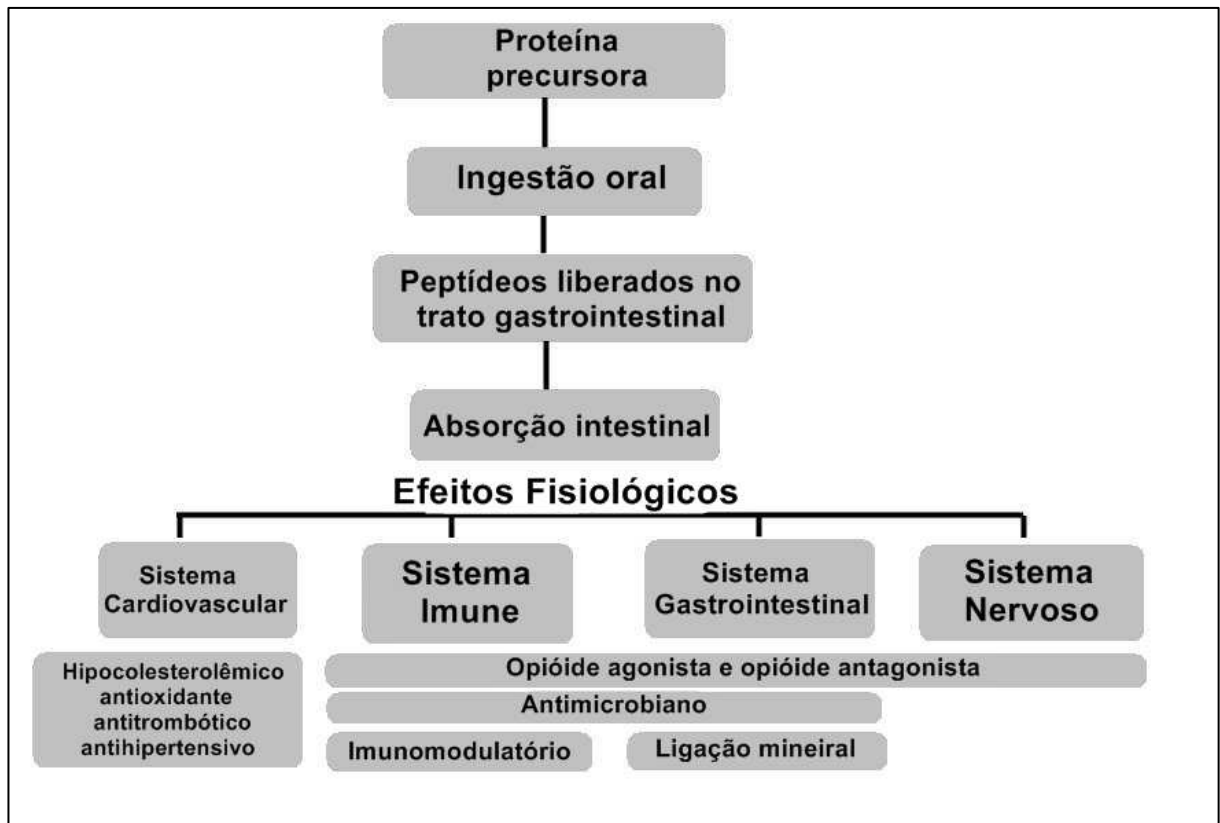 Proteína
precursora
Ingestão oral
Peptídeos liberados no
trato gastrointestinal
Absorção intestinal
Efeitos Fisiológicos
Sistema
Cardiovascular
Sistema
Imune
Sistema
Gastrointestinal
Sistema
Nervoso
Hipocolesterolêmico
antioxidante
antitrombótico
antihipertensivo
Opióide agonista e opióide antagonista
Antimicrobiano
Imunomodulatório
Ligação mineiral